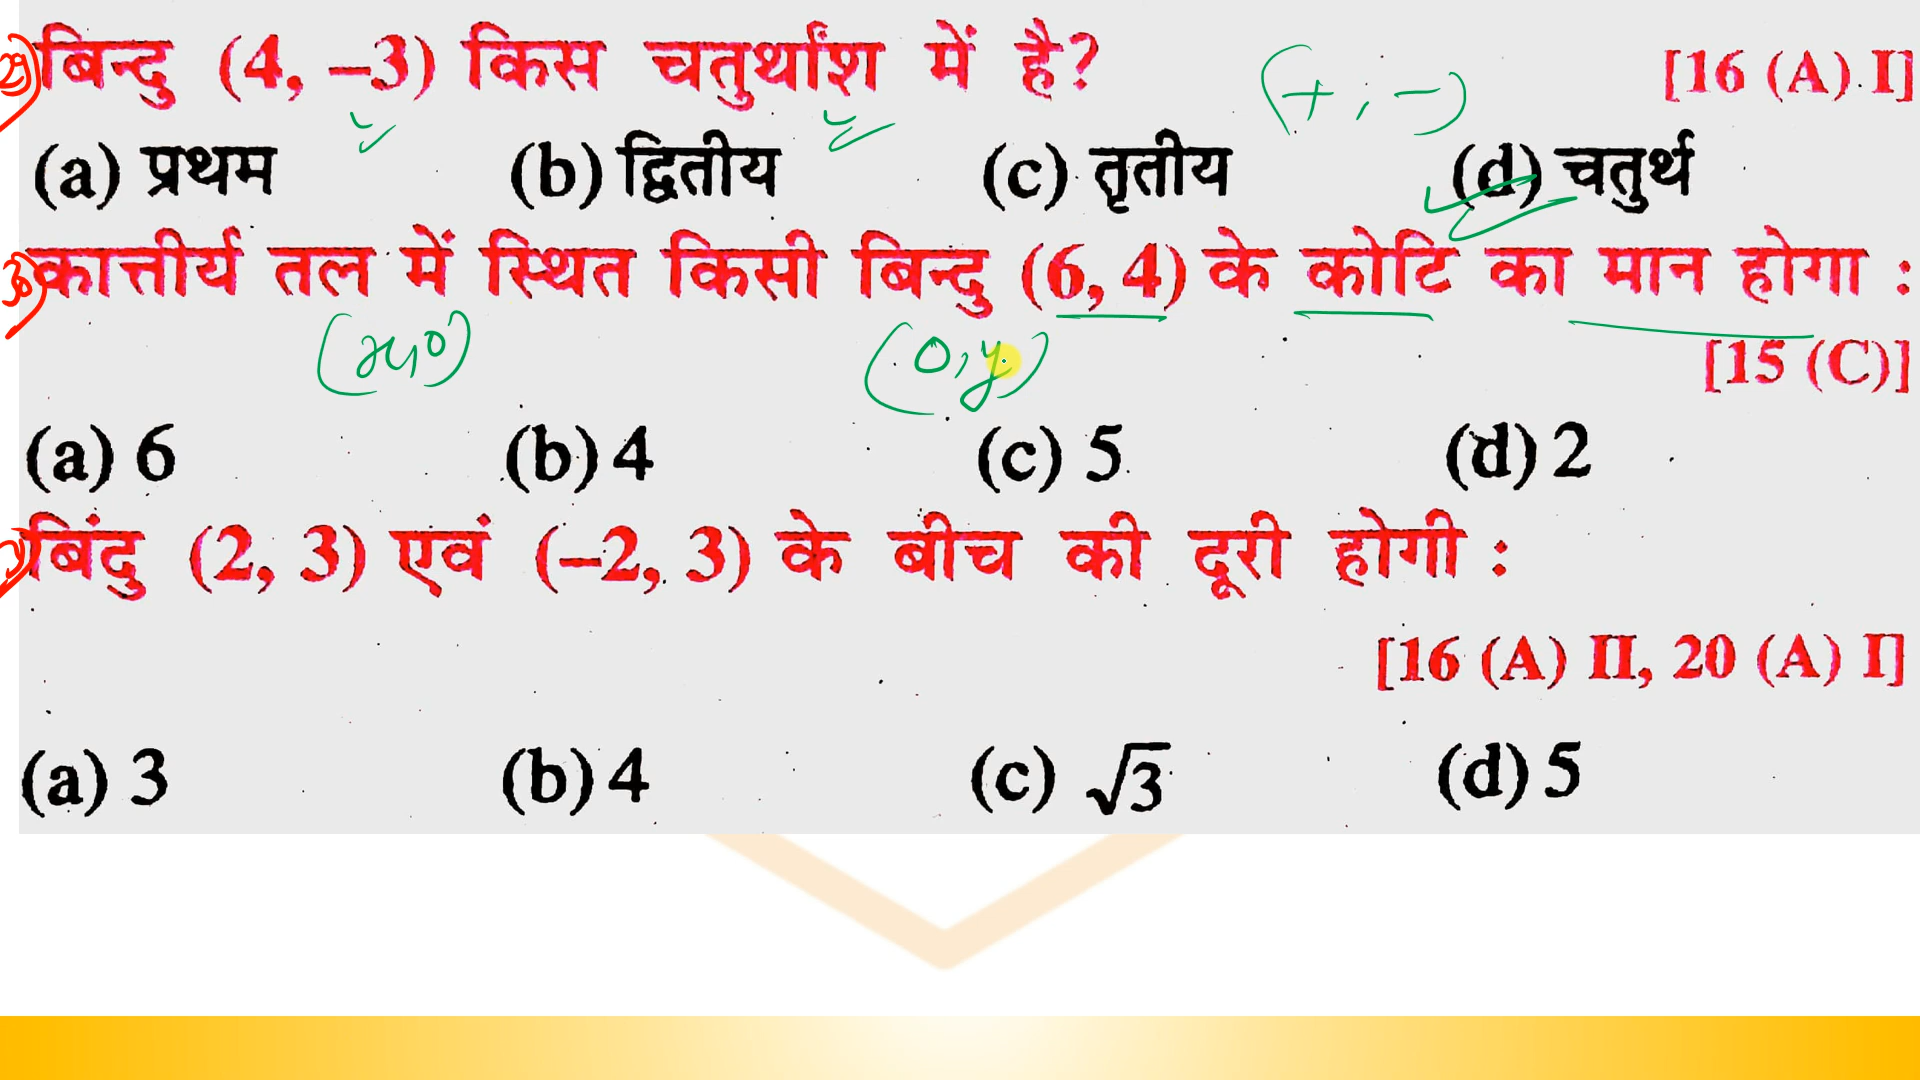 बिन्दु (4, –3) किस चतुर्थांश में है? (+, –) [16 (A) I]
(a) प्रथम (b) द्वितीय (c) तृतीय (d) चतुर्थ
कार्त्तीय तल में स्थित किसी बिन्दु (6, 4) के कोटि का मान होगा :
(x, 0) (0, y) [15 (C)]
(a) 6 (b) 4 (c) 5 (d) 2
बिंदु (2, 3) एवं (–2, 3) के बीच की दूरी होगी :
[16 (A) II, 20 (A) I]
(a) 3 (b) 4 (c) √3 (d) 5